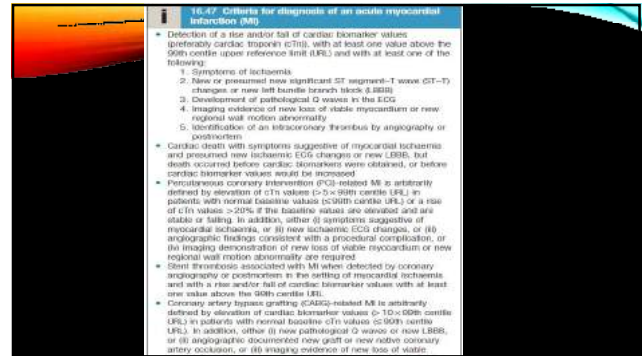 i
16.47 Criteria for diagnosis of an acute myocardial
infarction (MI)
• Detection of a rise and/or fall of cardiac biomarker values
(preferably cardiac troponin (cTn)), with at least one value above the
99th centile upper reference limit (URL) and with at least one of the
following:
1. Symptoms of ischaemia
2. New or presumed new significant ST segment–T wave (ST–T)
changes or new left bundle branch block (LBBB)
3. Development of pathological Q waves in the ECG
4. Imaging evidence of new loss of viable myocardium or new
regional wall motion abnormality
5. Identification of an intracoronary thrombus by angiography or
postmortem
• Cardiac death with symptoms suggestive of myocardial ischaemia
and presumed new ischaemic ECG changes or new LBBB, but
death occurred before cardiac biomarkers were obtained, or before
cardiac biomarker values would be increased
• Percutaneous coronary intervention (PCI)-related MI is arbitrarily
defined by elevation of cTn values (>5 × 99th centile URL) in
patients with normal baseline values (≤99th centile URL) or a rise
of cTn values >20% if the baseline values are elevated and are
stable or falling. In addition, either (i) symptoms suggestive of
myocardial ischaemia, or (ii) new ischaemic ECG changes, or (iii)
angiographic findings consistent with a procedural complication, or
(iv) imaging demonstration of new loss of viable myocardium or new
regional wall motion abnormality are required
• Stent thrombosis associated with MI when detected by coronary
angiography or postmortem in the setting of myocardial ischaemia
and with a rise and/or fall of cardiac biomarker values with at least
one value above the 99th centile URL
• Coronary artery bypass grafting (CABG)-related MI is arbitrarily
defined by elevation of cardiac biomarker values (> 10 × 99th centile
URL) in patients with normal baseline cTn values (≤ 99th centile
URL). In addition, either (i) new pathological Q waves or new LBBB,
or (ii) angiographic documented new graft or new native coronary
artery occlusion, or (iii) imaging evidence of new loss of viable